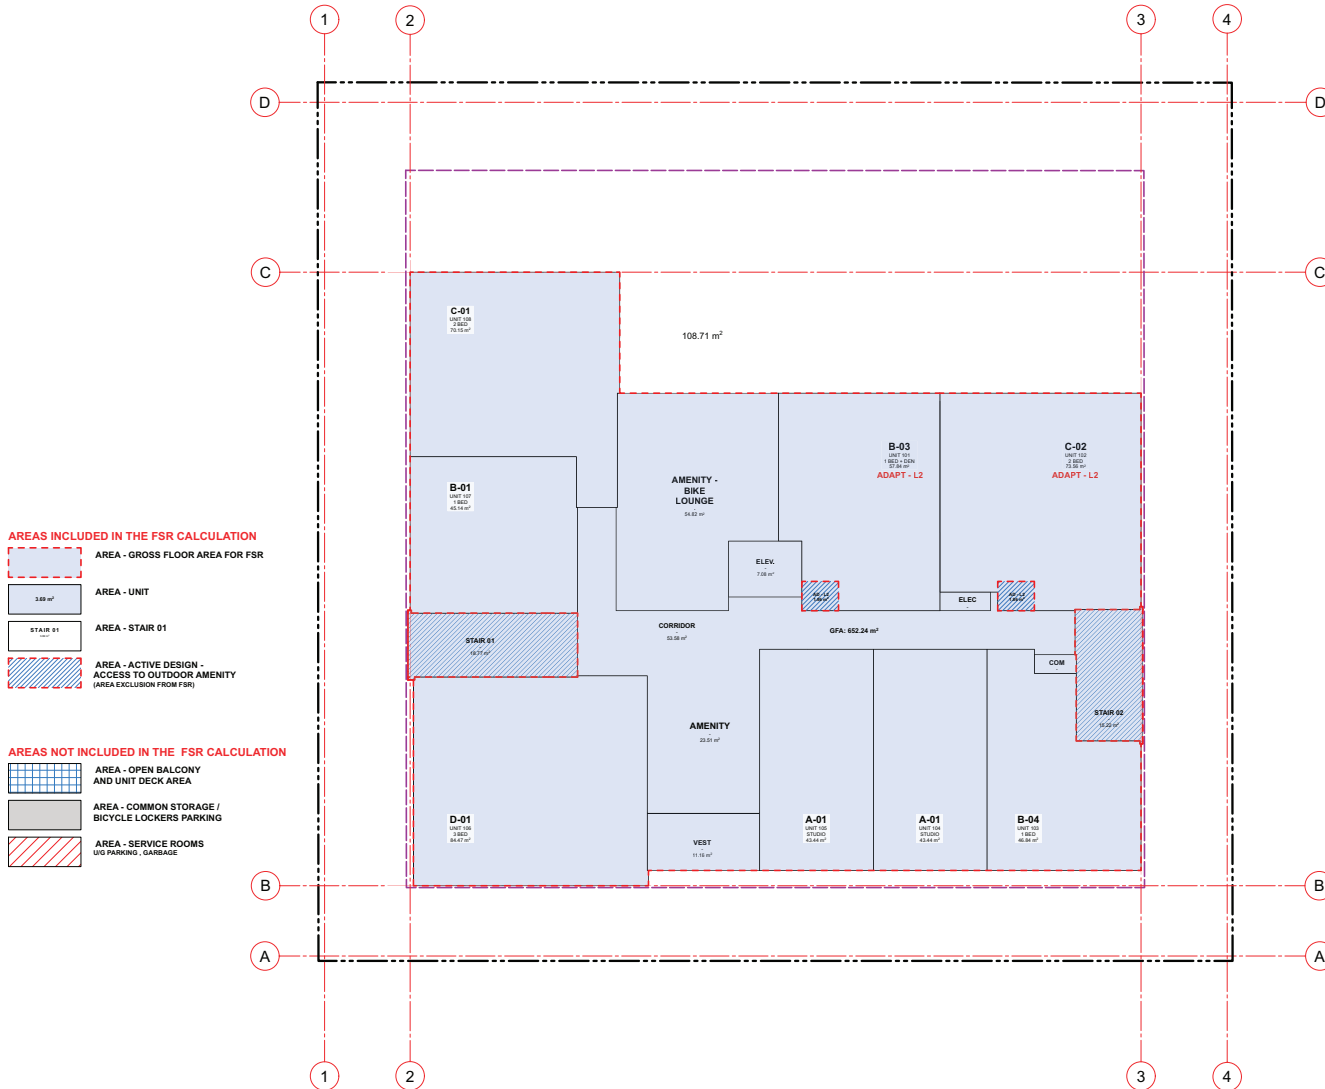 1
2
3
4
D
D
C
C
C-01
UNIT 108
2 BED
70.15 m²
108.71 m²
B-03
UNIT 101
1 BED + DEN
57.84 m²
ADAPT - L2
C-02
UNIT 102
2 BED
73.58 m²
ADAPT - L2
AMENITY -
BIKE
LOUNGE
-
54.82 m²
B-01
UNIT 107
1 BED
45.14 m²
ELEV.
-
7.08 m²
AD - L2
AD - L2
ELEC
-
CORRIDOR
-
53.58 m²
GFA: 652.24 m²
STAIR 01
-
18.77 m²
COM
-
STAIR 02
-
AMENITY
-
23.51 m²
D-01
UNIT 106
3 BED
84.47 m²
VEST
-
11.15 m²
A-01
UNIT 105
STUDIO
43.44 m²
A-01
UNIT 104
STUDIO
43.44 m²
B-04
UNIT 103
1 BED
46.84 m²
B
B
A
A
1
2
3
4
AREAS INCLUDED IN THE FSR CALCULATION
AREA - GROSS FLOOR AREA FOR FSR
3.69 m²
AREA - UNIT
STAIR 01
AREA - STAIR 01
AREA - ACTIVE DESIGN -
ACCESS TO OUTDOOR AMENITY
(AREA EXCLUSION FROM FSR)
AREAS NOT INCLUDED IN THE FSR CALCULATION
AREA - OPEN BALCONY
AND UNIT DECK AREA
AREA - COMMON STORAGE /
BICYCLE LOCKERS PARKING
AREA - SERVICE ROOMS
U/G PARKING , GARBAGE